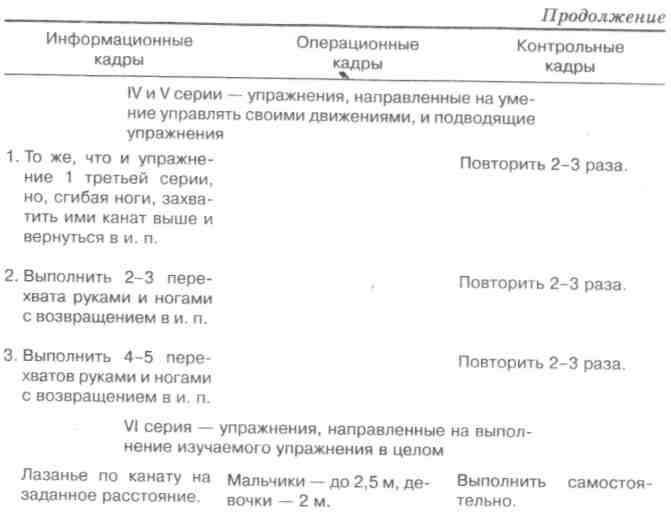 Продолжение
Информационные кадры
Операционные кадры
Контрольные кадры
IV и V серии — упражнения, направленные на уме-
ние управлять своими движениями, и подводящие
упражнения
1. То же, что и упражне-
ние 1 третьей серии,
но, сгибая ноги, захва-
тить ими канат выше и
вернуться в и. п.
Повторить 2–3 раза.
2. Выполнить 2–3 пере-
хвата руками и ногами
с возвращением в и. п.
Повторить 2–3 раза.
3. Выполнить 4–5 пере-
хватов руками и ногами
с возвращением в и. п.
Повторить 2–3 раза.
VI серия — упражнения, направленные на выпол-
нение изучаемого упражнения в целом
Лазанье по канату на
заданное расстояние.
Мальчики — до 2,5 м, де-
вочки — 2 м.
Выполнить самостоя-
тельно.